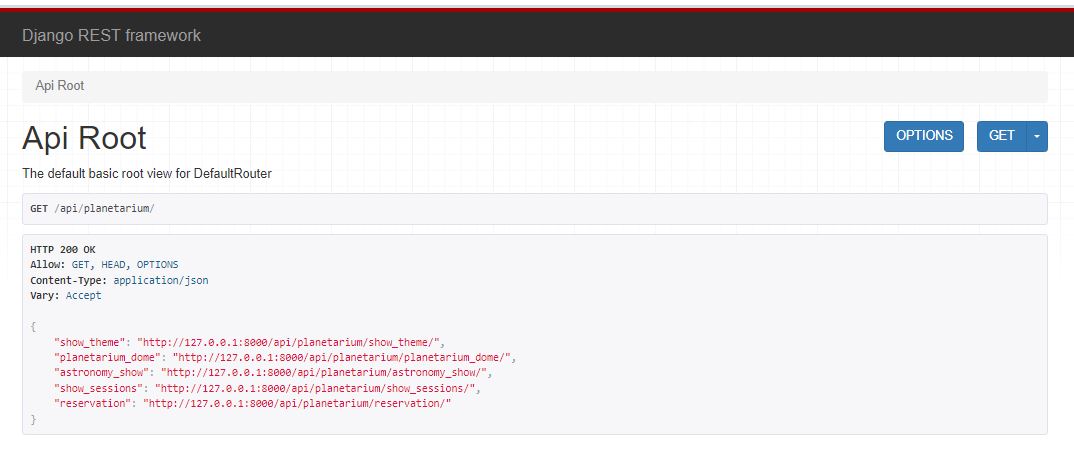 Django REST framework
Api Root
Api Root
OPTIONS
GET
The default basic root view for DefaultRouter
GET /api/planetarium/
HTTP 200 OK
Allow: GET, HEAD, OPTIONS
Content-Type: application/json
Vary: Accept
{
    "show_theme": "http://127.0.0.1:8000/api/planetarium/show_theme/",
    "planetarium_dome": "http://127.0.0.1:8000/api/planetarium/planetarium_dome/",
    "astronomy_show": "http://127.0.0.1:8000/api/planetarium/astronomy_show/",
    "show_sessions": "http://127.0.0.1:8000/api/planetarium/show_sessions/",
    "reservation": "http://127.0.0.1:8000/api/planetarium/reservation/"
}